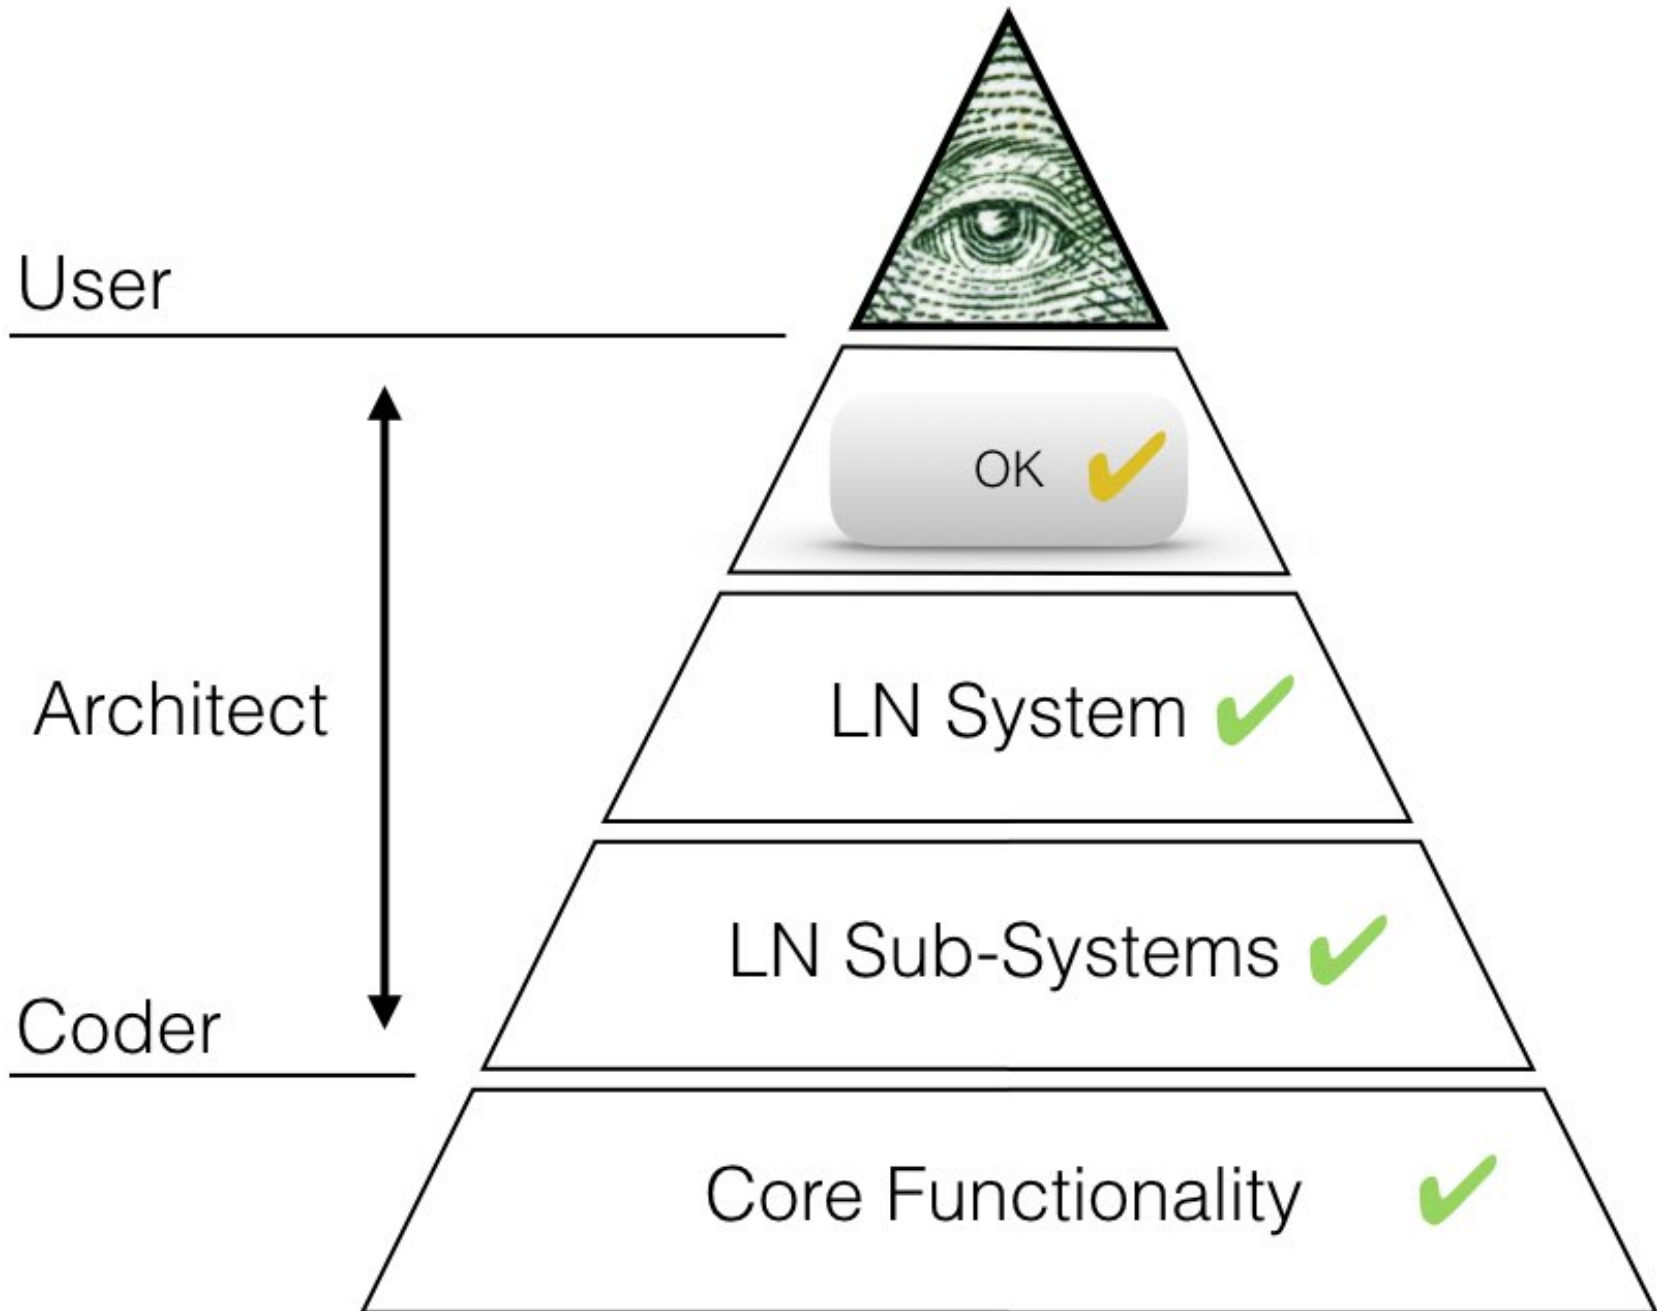 User
OK
Architect
LN System
LN Sub-Systems
Coder
Core Functionality